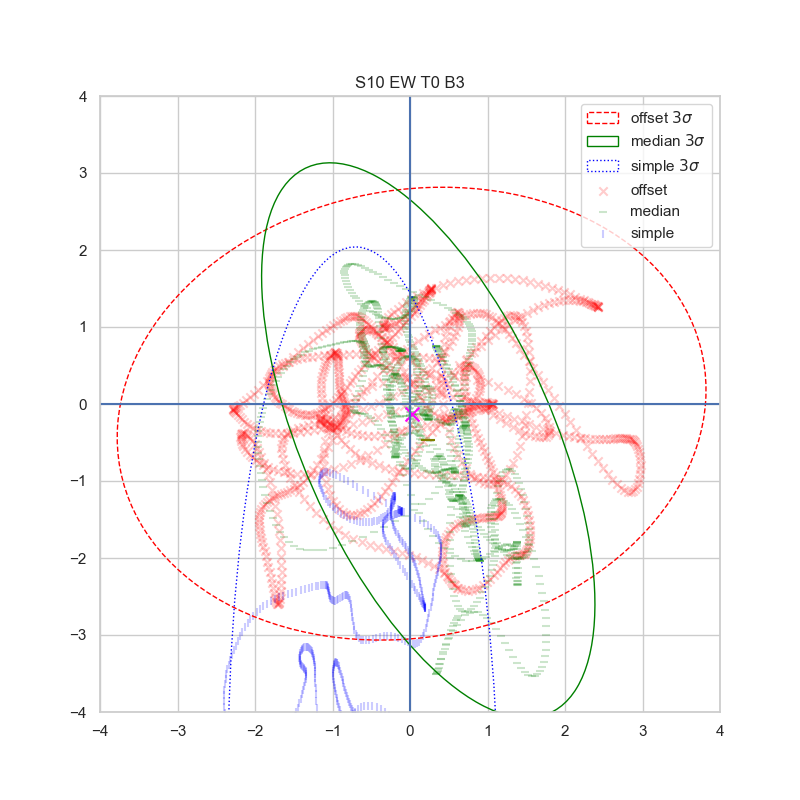 S10 EW T0 B3
offset 3σ
median 3σ
simple 3σ
offset
median
simple
4
3
2
1
0
−1
−2
−3
−4
−4 −3 −2 −1 0 1 2 3 4